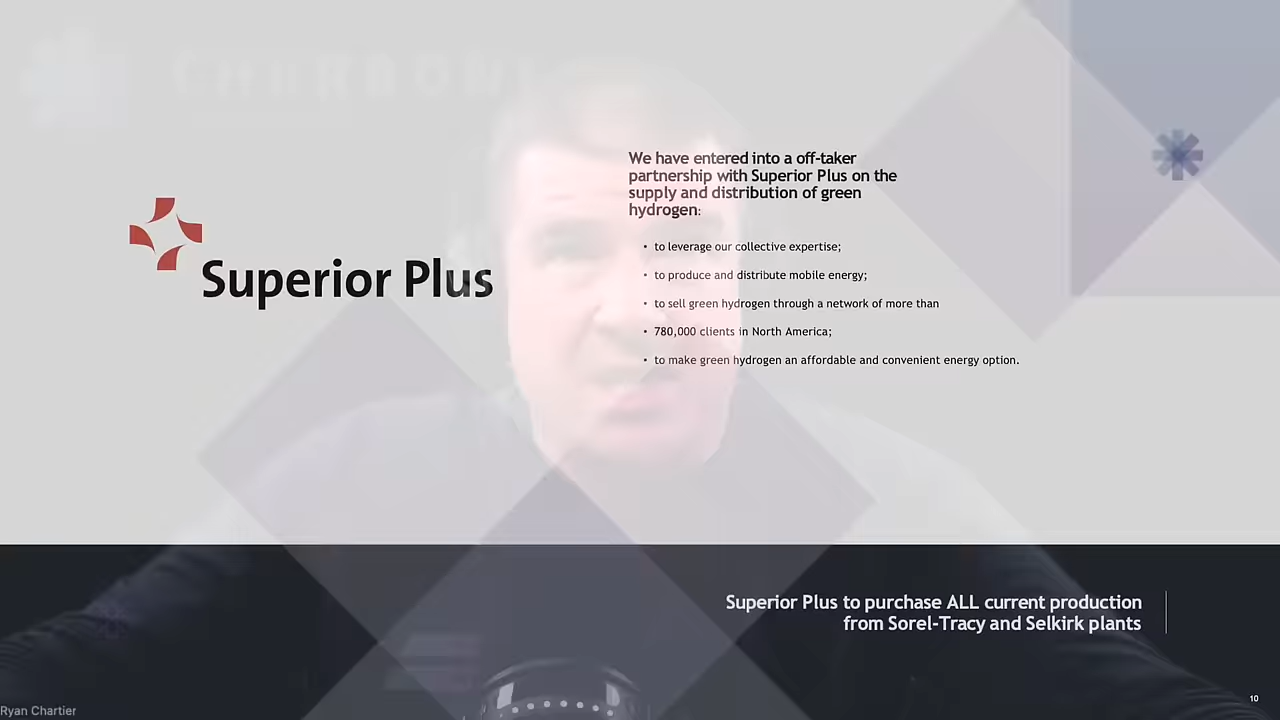 CHARBONE
We have entered into a off-taker
partnership with Superior Plus on the
supply and distribution of green
hydrogen:
Superior Plus
• to leverage our collective expertise;
• to produce and distribute mobile energy;
• to sell green hydrogen through a network of more than
• 780,000 clients in North America;
• to make green hydrogen an affordable and convenient energy option.
Superior Plus to purchase ALL current production
from Sorel-Tracy and Selkirk plants
10
Ryan Chartier